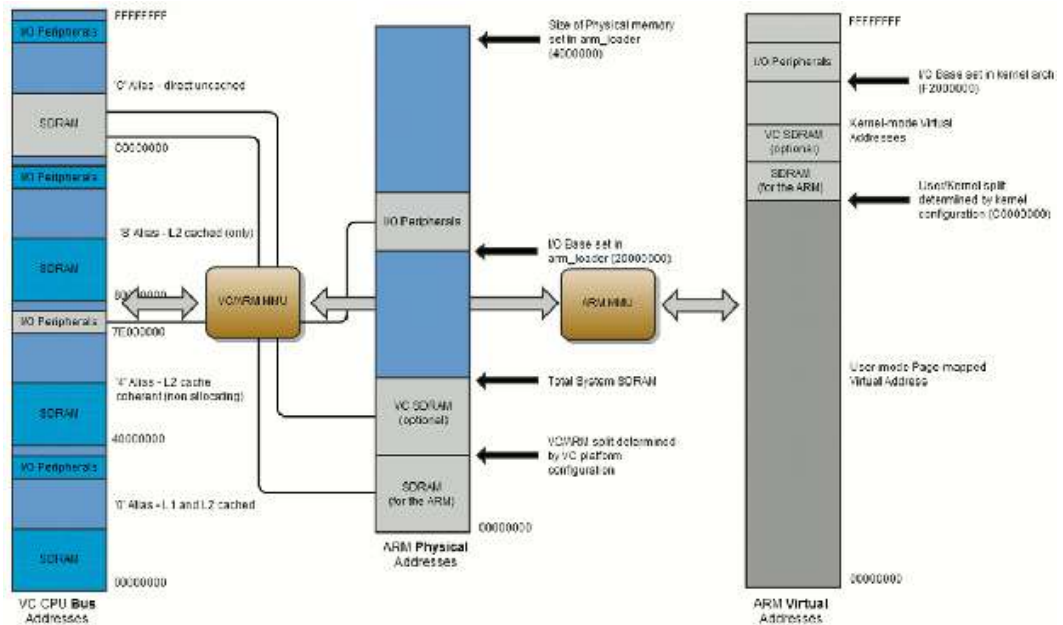 FFFFFFFF
I/O Peripherals
'C' Alias - direct uncached
SDRAM
C0000000
I/O Peripherals
'8' Alias - L2 cached (only)
SDRAM
I/O Peripherals
7E000000
'4' Alias - L2 cache
coherent (non allocating)
SDRAM
40000000
I/O Peripherals
'0' Alias - L1 and L2 cached
SDRAM
00000000
VC CPU Bus
Addresses
VC/ARM MMU
Size of Physical memory
set in arm_loader
(4000000)
I/O Peripherals
I/O Base set in
arm_loader (20000000)
Total System SDRAM
VC SDRAM
(optional)
VC/ARM split determined
by VC platform
configuration
SDRAM
(for the ARM)
00000000
ARM Physical
Addresses
ARM MMU
FFFFFFFF
I/O Peripherals
I/O Base set in kernel arch
(F2000000)
Kernel-mode Virtual
Addresses
VC SDRAM
(optional)
SDRAM
(for the ARM)
User/Kernel split
determined by kernel
configuration (C0000000)
User-mode Page-mapped
Virtual Address
00000000
ARM Virtual
Addresses